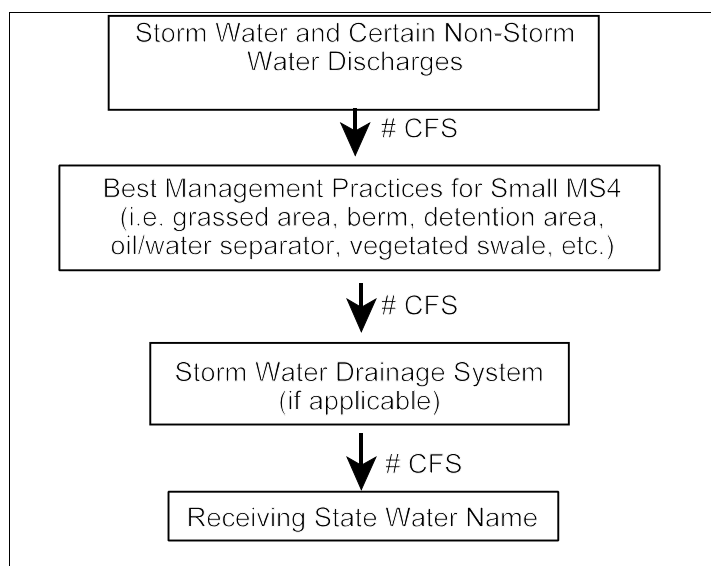 Storm Water and Certain Non-Storm
Water Discharges
# CFS
Best Management Practices for Small MS4
(i.e. grassed area, berm, detention area,
oil/water separator, vegetated swale, etc.)
# CFS
Storm Water Drainage System
(if applicable)
# CFS
Receiving State Water Name